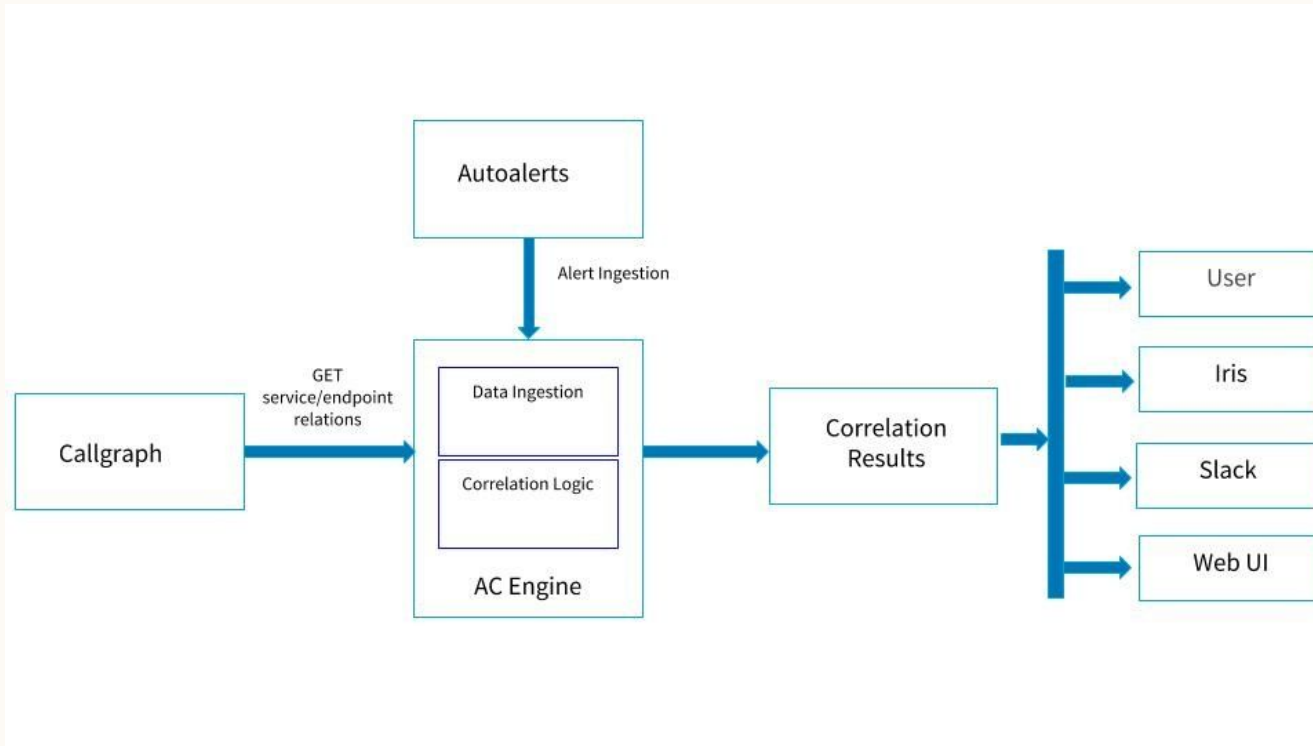 Autoalerts
Alert Ingestion
GET
service/endpoint
relations
Callgraph
Data Ingestion
Correlation Logic
AC Engine
Correlation
Results
User
Iris
Slack
Web UI